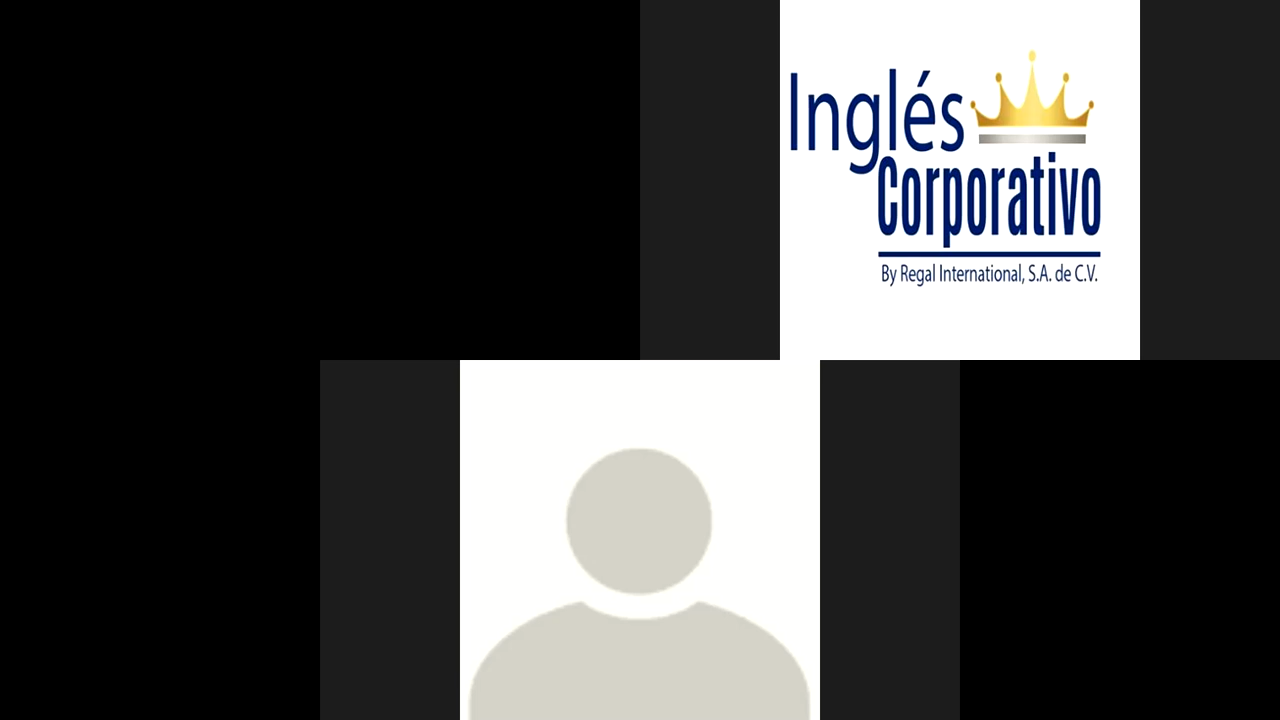 Inglés
Corporativo
By Regal International, S.A. de C.V.